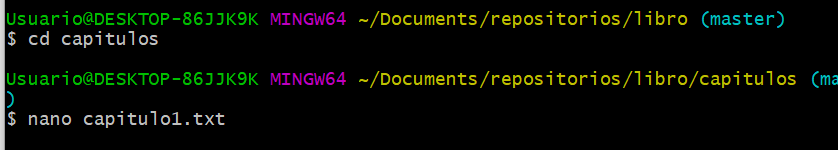 Usuario@DESKTOP-86JJK9K MINGW64 ~/Documents/repositorios/libro (master)
$ cd capitulos
Usuario@DESKTOP-86JJK9K MINGW64 ~/Documents/repositorios/libro/capitulos (ma
)
$ nano capitulo1.txt